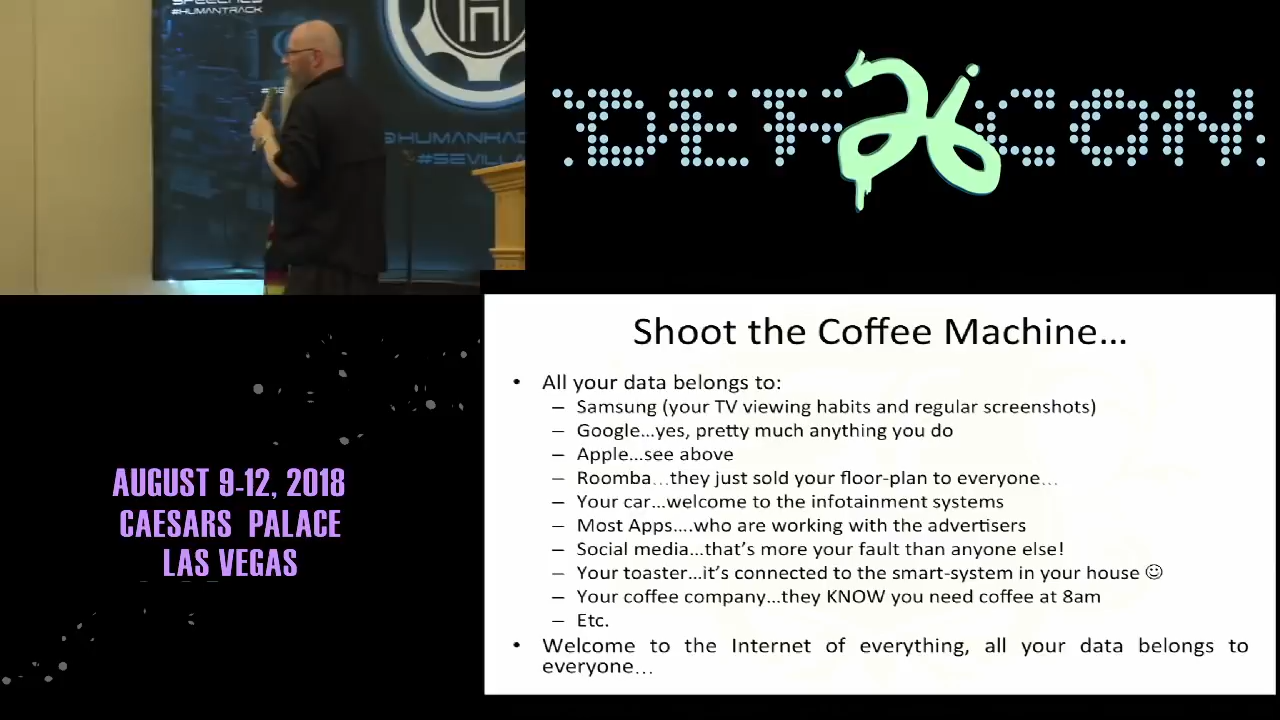 SPEECHES
#HUMANTRACK
@HUMANHAC
#SEVILLA
DEF 26 CON
AUGUST 9-12, 2018
CAESARS PALACE
LAS VEGAS
Shoot the Coffee Machine…
• All your data belongs to:
– Samsung (your TV viewing habits and regular screenshots)
– Google…yes, pretty much anything you do
– Apple…see above
– Roomba…they just sold your floor-plan to everyone…
– Your car…welcome to the infotainment systems
– Most Apps….who are working with the advertisers
– Social media…that’s more your fault than anyone else!
– Your toaster…it’s connected to the smart-system in your house ☺
– Your coffee company…they KNOW you need coffee at 8am
– Etc.
• Welcome to the Internet of everything, all your data belongs to
everyone…